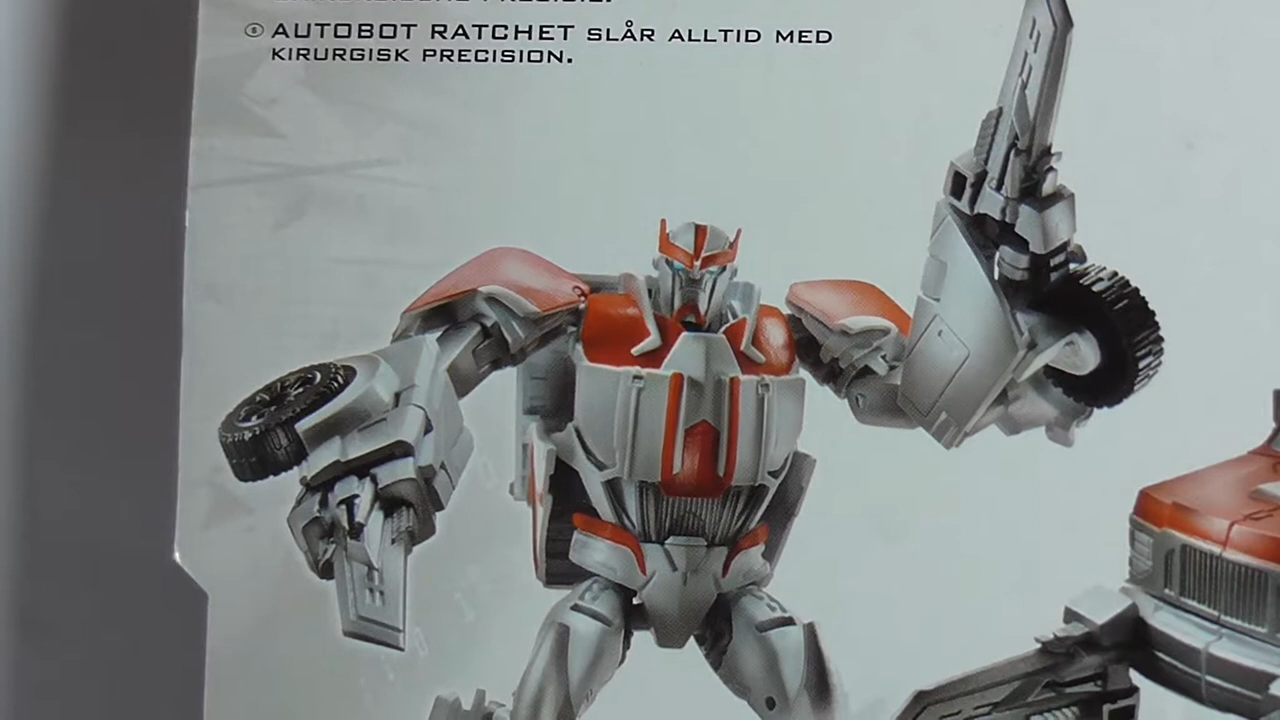 Ⓢ AUTOBOT RATCHET SLÅR ALLTID MED
KIRURGISK PRECISION.